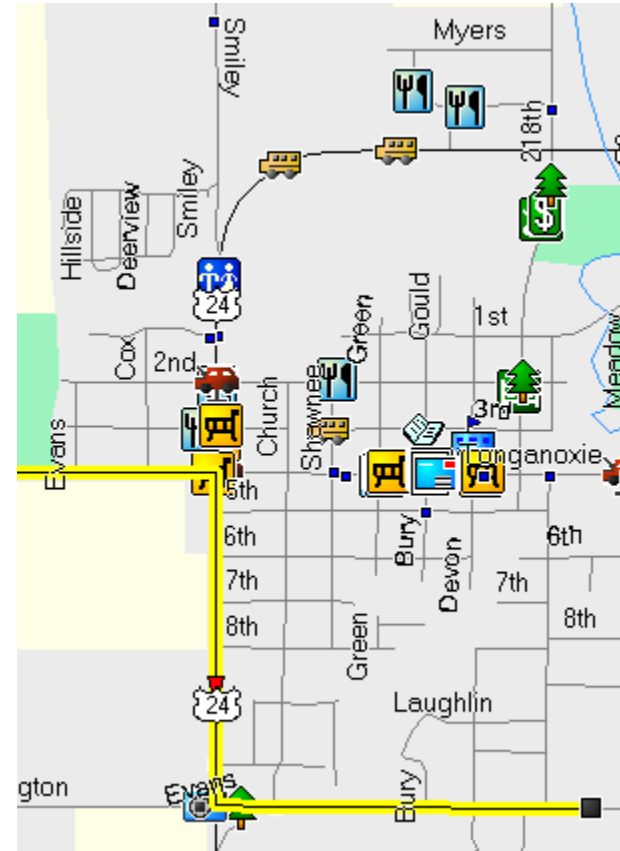 Myers
Smiley
218th
Smiley
Hillside
Deerview
24
Green
Gould
1st
Cox
2nd
Church
Shawnee
Meadow
3rd
Evans
Tonganoxie
5th
6th
Bury
Devon
6th
7th
7th
8th
8th
Green
24
Laughlin
gton
Evans
Bury
$